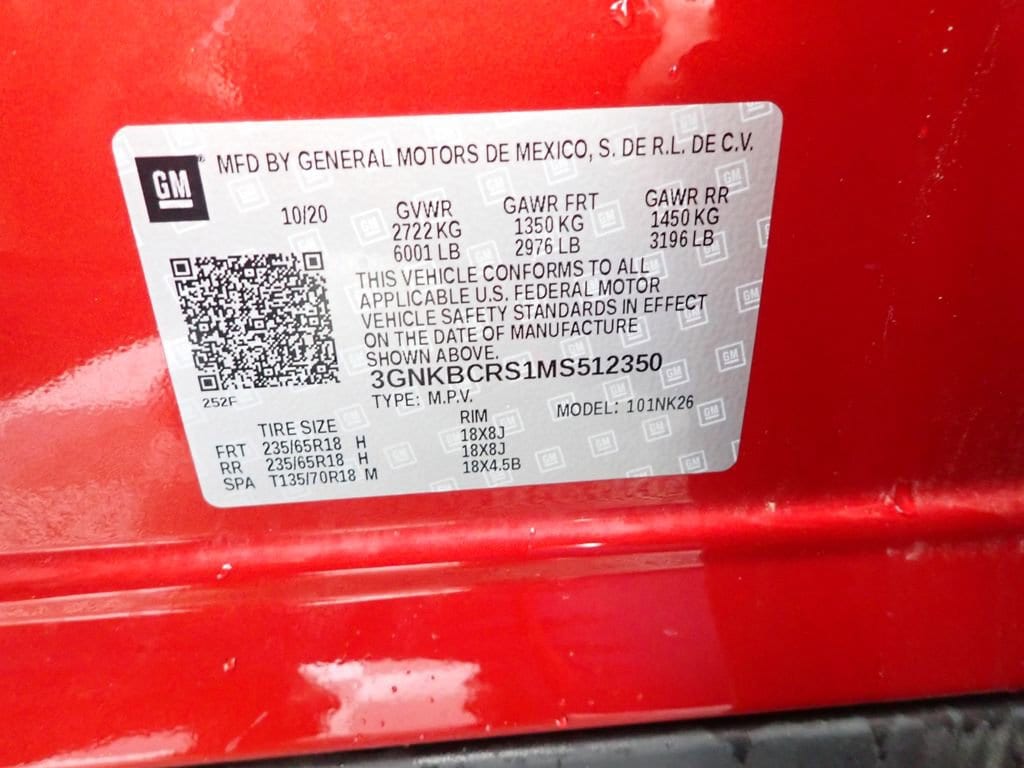 GM
MFD BY GENERAL MOTORS DE MEXICO, S. DE R.L. DE C.V.
10/20 GVWR GAWR FRT GAWR RR
2722 KG 1350 KG 1450 KG
6001 LB 2976 LB 3196 LB
THIS VEHICLE CONFORMS TO ALL
APPLICABLE U.S. FEDERAL MOTOR
VEHICLE SAFETY STANDARDS IN EFFECT
ON THE DATE OF MANUFACTURE
SHOWN ABOVE.
3GNKBCRS1MS512350
252F TYPE: M.P.V. MODEL: 101NK26
TIRE SIZE RIM
FRT 235/65R18 H 18X8J
RR 235/65R18 H 18X8J
SPA T135/70R18 M 18X4.5B